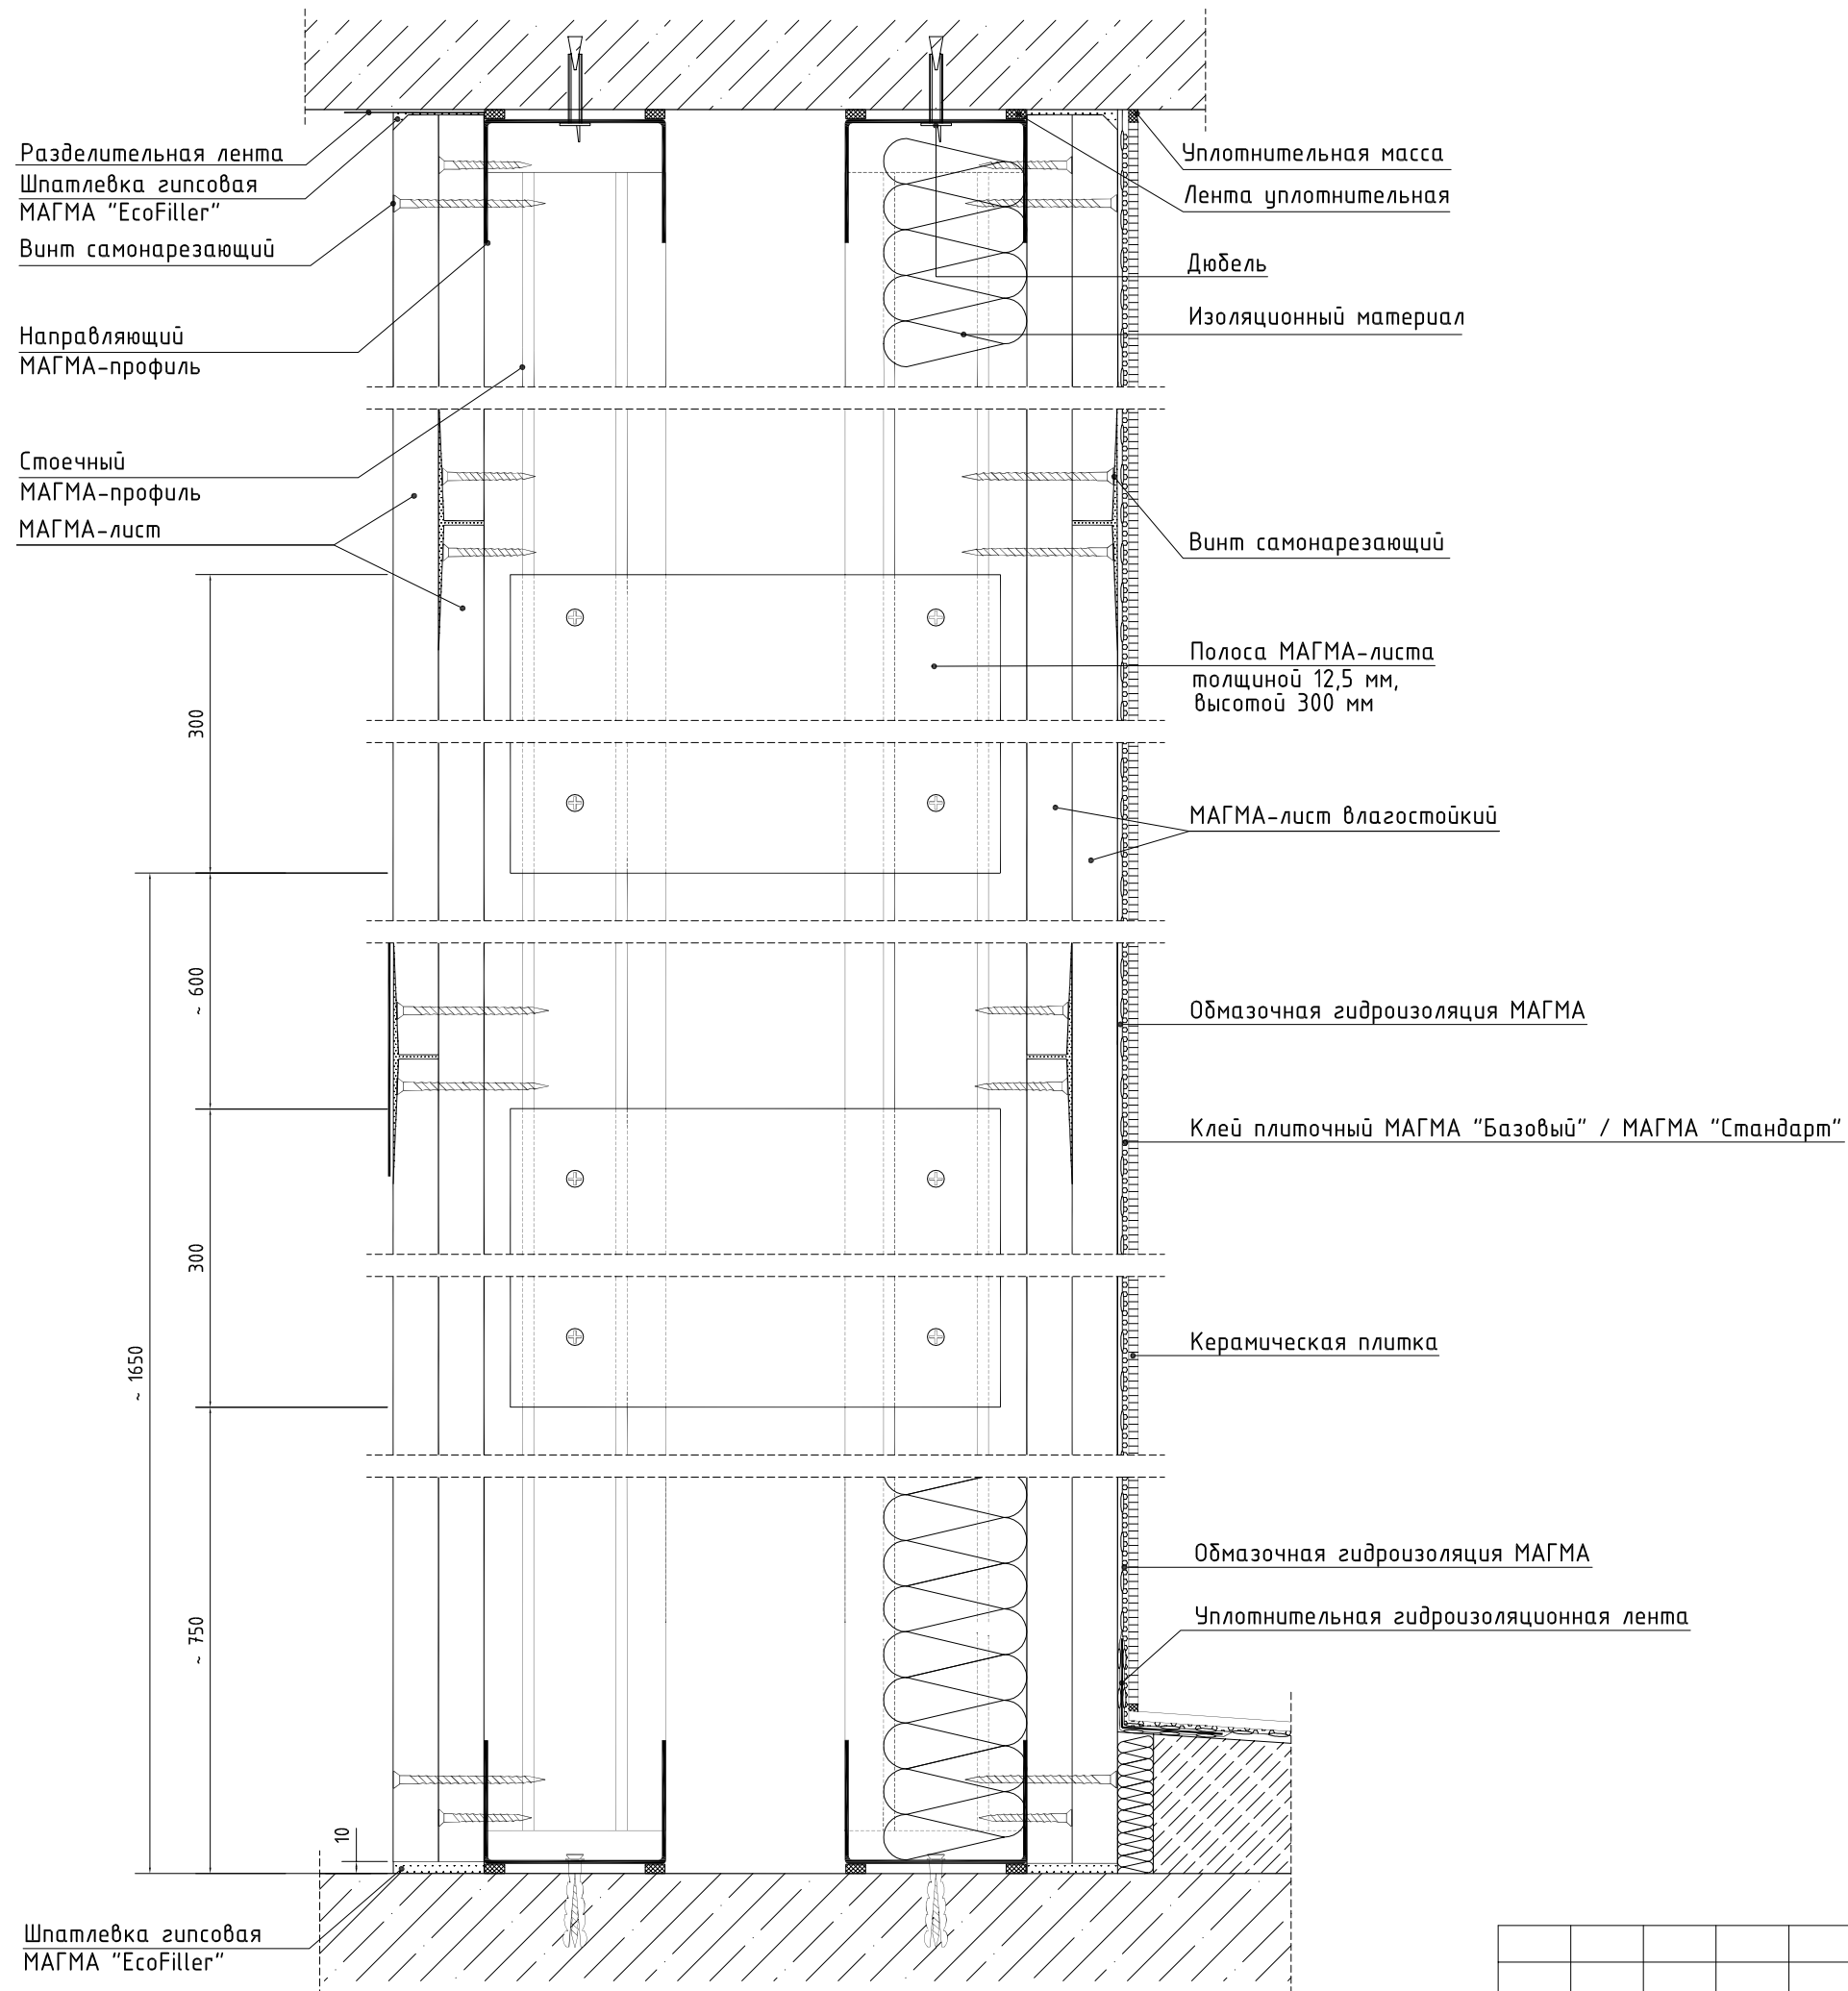 Разделительная лента
Шпатлевка гипсовая
МАГМА "EcoFiller"
Винт самонарезающий
Направляющий
МАГМА-профиль
Стоечный
МАГМА-профиль
МАГМА-лист
Уплотнительная масса
Лента уплотнительная
Дюбель
Изоляционный материал
Винт самонарезающий
Полоса МАГМА-листа
толщиной 12,5 мм,
высотой 300 мм
МАГМА-лист влагостойкий
Обмазочная гидроизоляция МАГМА
Клей плиточный МАГМА "Базовый" / МАГМА "Стандарт"
Керамическая плитка
Обмазочная гидроизоляция МАГМА
Уплотнительная гидроизоляционная лента
300
~ 600
300
~ 1650
~ 750
10
Шпатлевка гипсовая
МАГМА "EcoFiller"